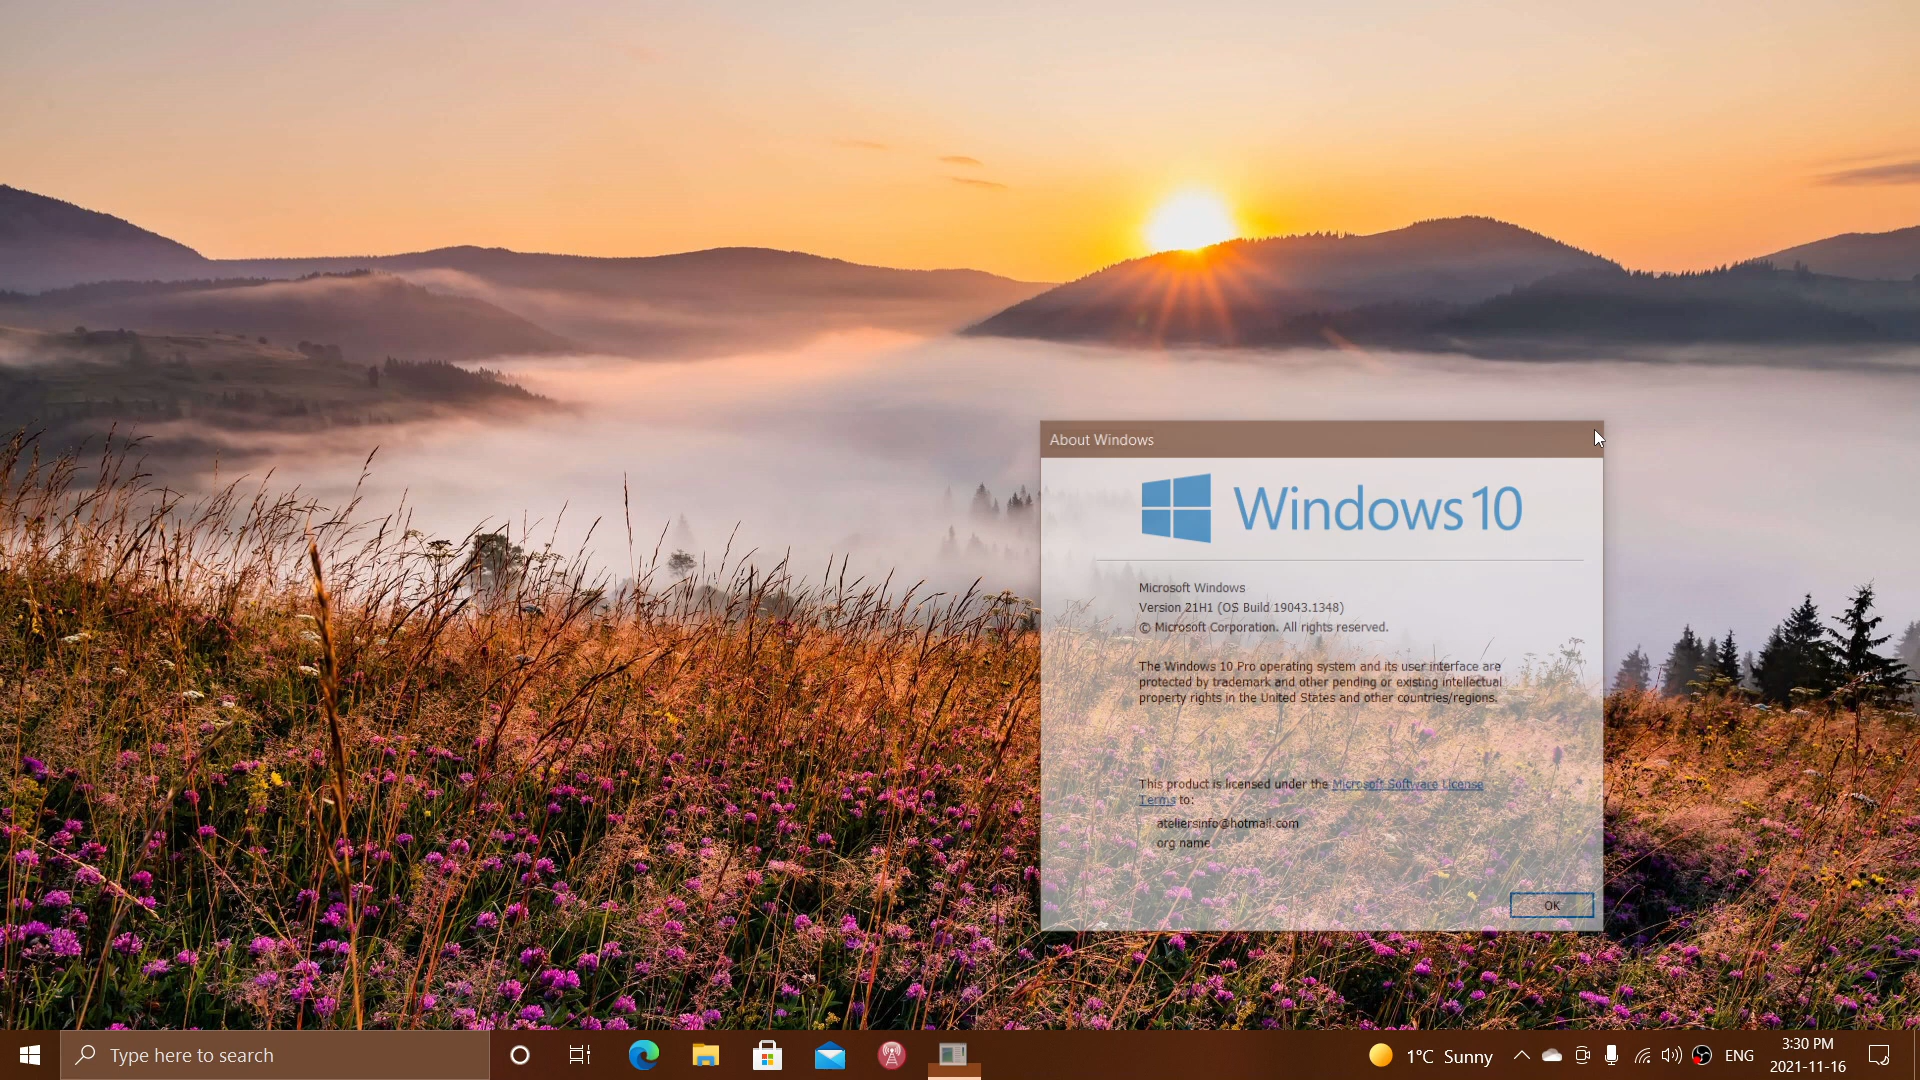 About Windows
Windows 10
Microsoft Windows
Version 21H1 (OS Build 19043.1348)
© Microsoft Corporation. All rights reserved.
The Windows 10 Pro operating system and its user interface are
protected by trademark and other pending or existing intellectual
property rights in the United States and other countries/regions.
This product is licensed under the Microsoft Software License
Terms to:
ateliersinfo@hotmail.com
org name
OK
Type here to search
1°C Sunny
ENG
3:30 PM
2021-11-16